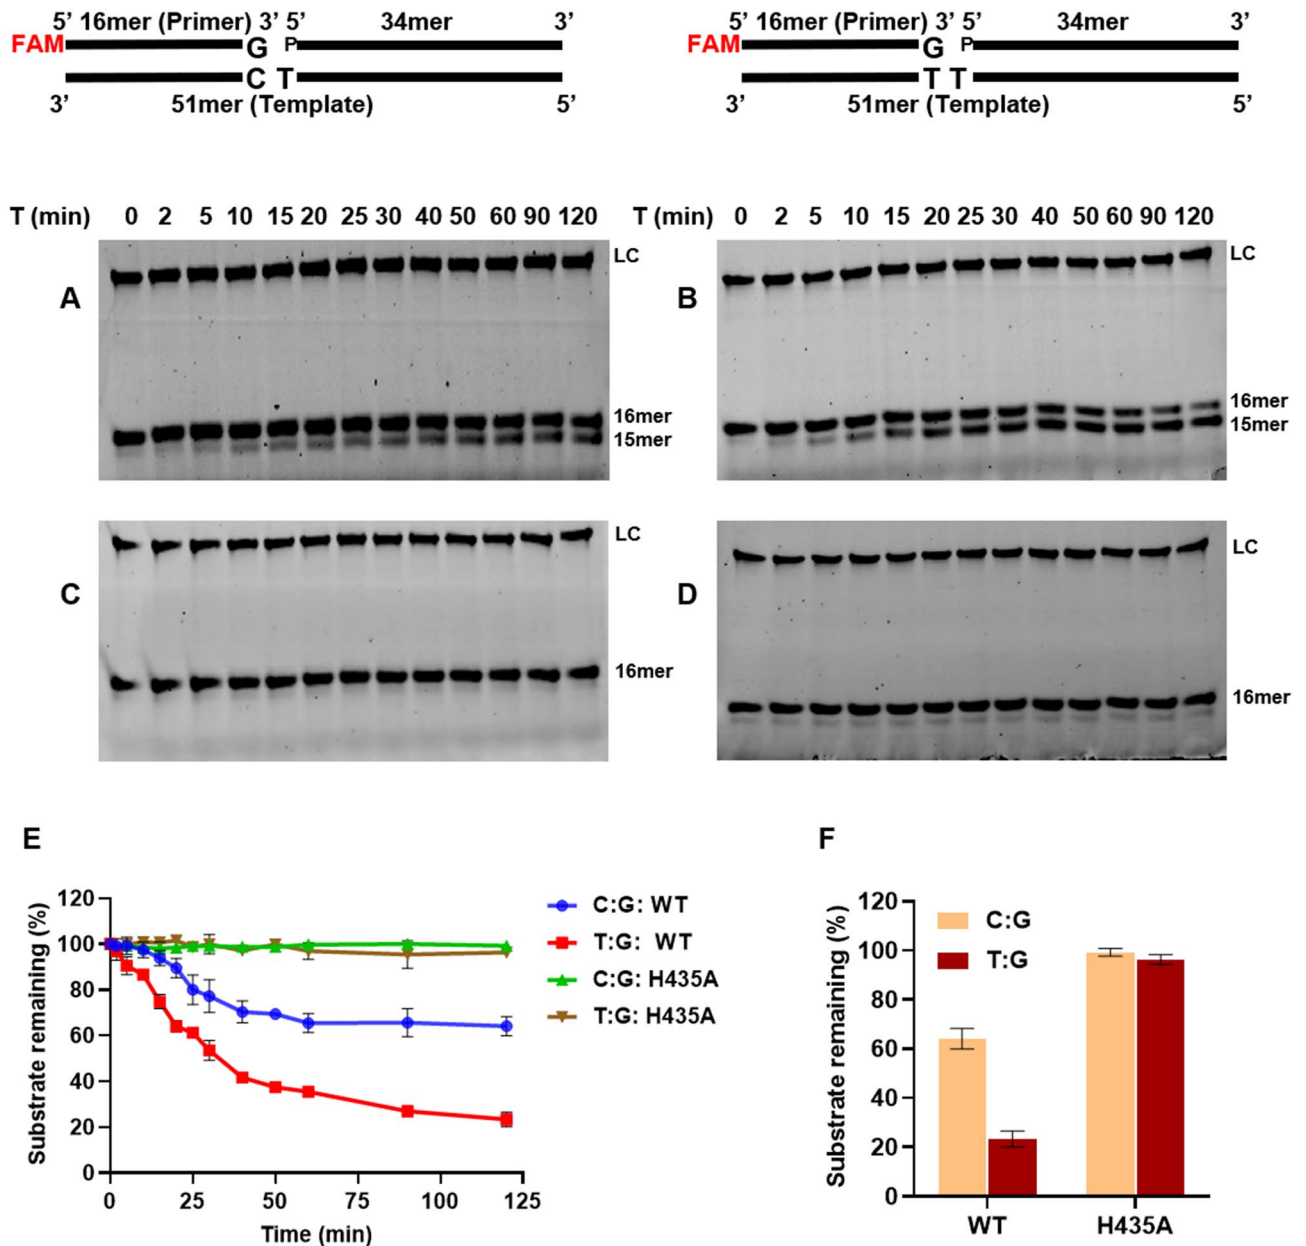 5’ 16mer (Primer) 3’ 5’ 34mer 3’
FAM G P
C T
3’ 51mer (Template) 5’
5’ 16mer (Primer) 3’ 5’ 34mer 3’
FAM G P
T T
3’ 51mer (Template) 5’
T (min) 0 2 5 10 15 20 25 30 40 50 60 90 120
A
LC
16mer
15mer
T (min) 0 2 5 10 15 20 25 30 40 50 60 90 120
B
LC
16mer
15mer
C
LC
16mer
D
LC
16mer
E
Substrate remaining (%)
120
100
80
60
40
20
0
0 25 50 75 100 125
Time (min)
C:G: WT
T:G: WT
C:G: H435A
T:G: H435A
F
Substrate remaining (%)
120
100
80
60
40
20
0
C:G
T:G
WT H435A